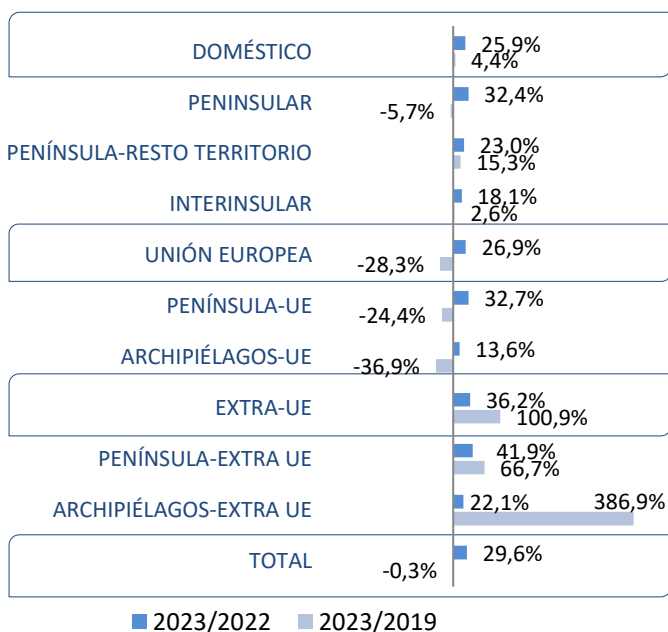 DOMÉSTICO
25,9%
4,4%
PENINSULAR
32,4%
-5,7%
PENÍNSULA-RESTO TERRITORIO
23,0%
15,3%
INTERINSULAR
18,1%
2,6%
UNIÓN EUROPEA
26,9%
-28,3%
PENÍNSULA-UE
32,7%
-24,4%
ARCHIPIÉLAGOS-UE
13,6%
-36,9%
EXTRA-UE
36,2%
100,9%
PENÍNSULA-EXTRA UE
41,9%
66,7%
ARCHIPIÉLAGOS-EXTRA UE
22,1%
386,9%
TOTAL
29,6%
-0,3%
2023/2022 2023/2019